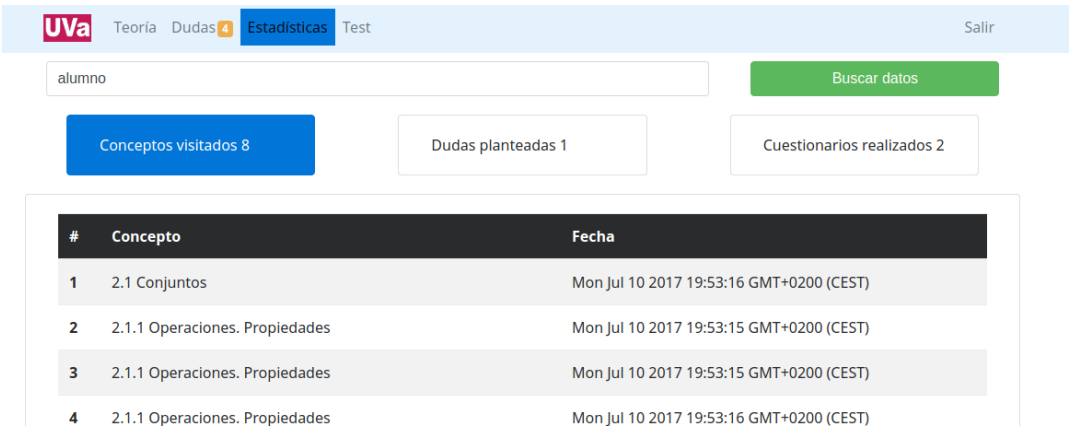 UVa Teoría Dudas 4 Estadísticas Test Salir
alumno Buscar datos
Conceptos visitados 8 Dudas planteadas 1 Cuestionarios realizados 2
# Concepto Fecha
1 2.1 Conjuntos Mon Jul 10 2017 19:53:16 GMT+0200 (CEST)
2 2.1.1 Operaciones. Propiedades Mon Jul 10 2017 19:53:15 GMT+0200 (CEST)
3 2.1.1 Operaciones. Propiedades Mon Jul 10 2017 19:53:15 GMT+0200 (CEST)
4 2.1.1 Operaciones. Propiedades Mon Jul 10 2017 19:53:16 GMT+0200 (CEST)